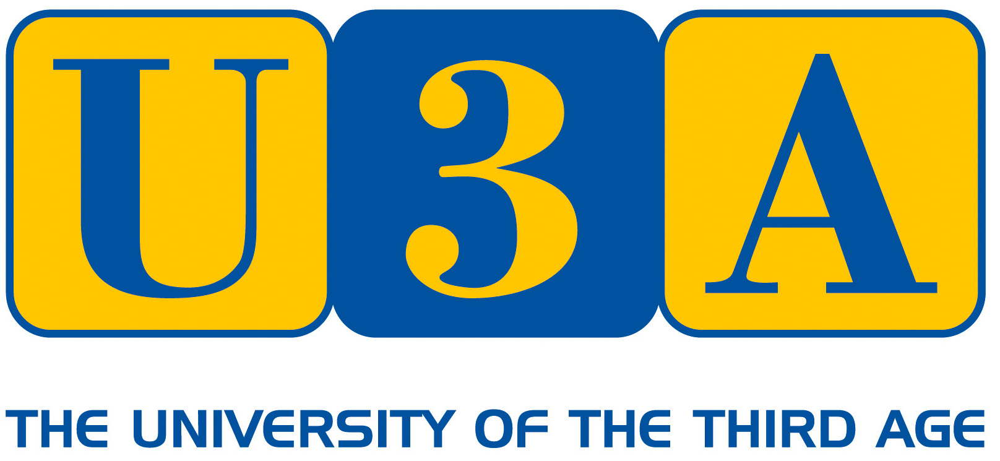 U3A
THE UNIVERSITY OF THE THIRD AGE